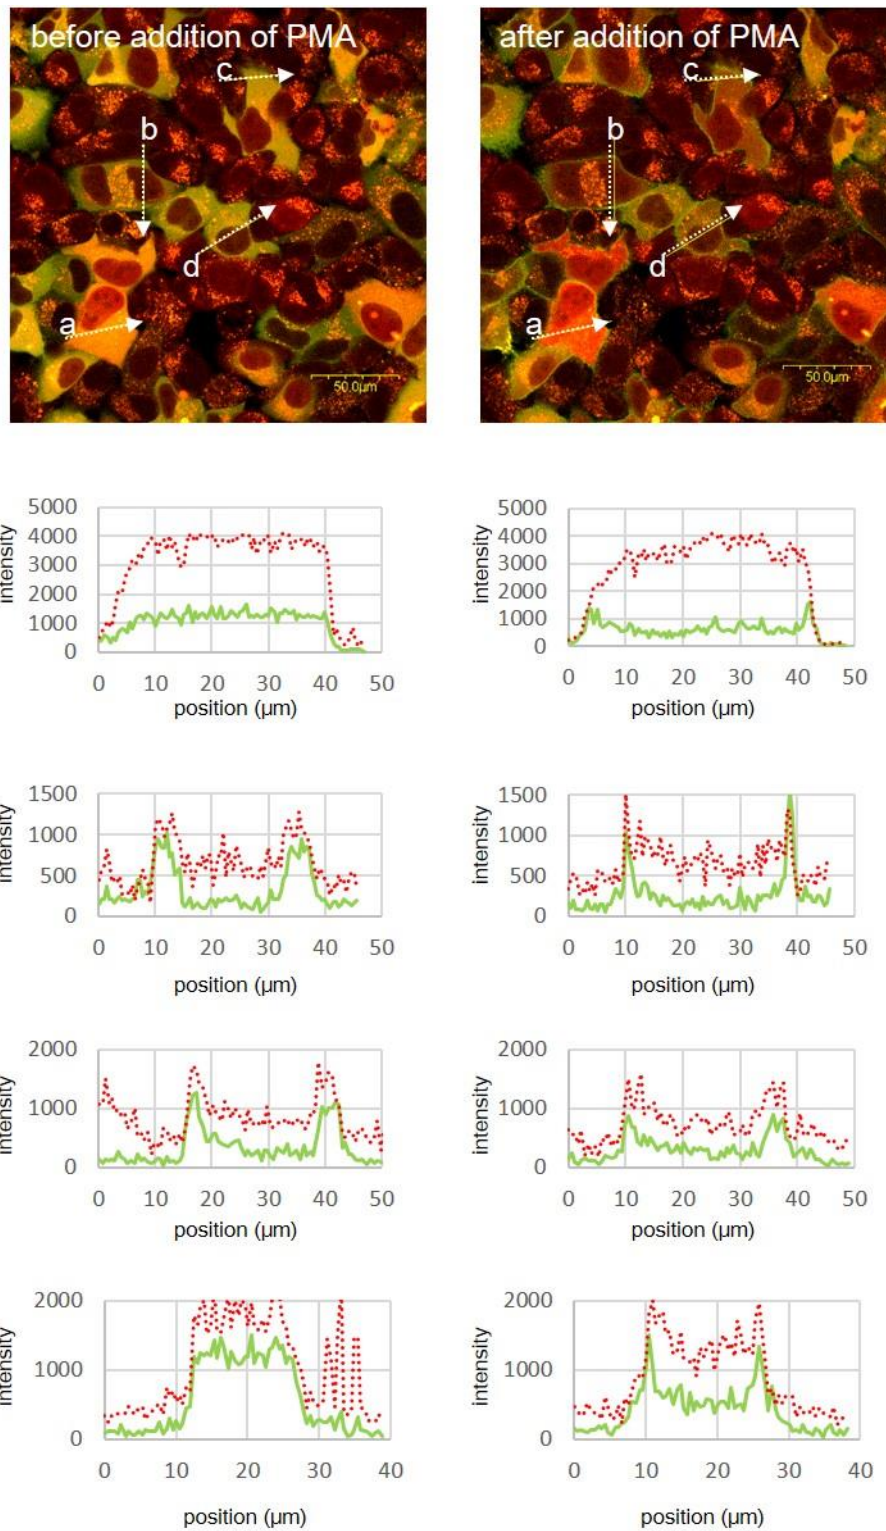 before addition of PMA
c
b
d
a
50.0µm
after addition of PMA
c
b
d
a
50.0µm
intensity
5000
4000
3000
2000
1000
0
0 10 20 30 40 50
position (µm)
intensity
5000
4000
3000
2000
1000
0
0 10 20 30 40 50
position (µm)
intensity
1500
1000
500
0
0 10 20 30 40 50
position (µm)
intensity
1500
1000
500
0
0 10 20 30 40 50
position (µm)
intensity
2000
1000
0
0 10 20 30 40 50
position (µm)
intensity
2000
1000
0
0 10 20 30 40 50
position (µm)
intensity
2000
1000
0
0 10 20 30 40
position (µm)
intensity
2000
1000
0
0 10 20 30 40
position (µm)